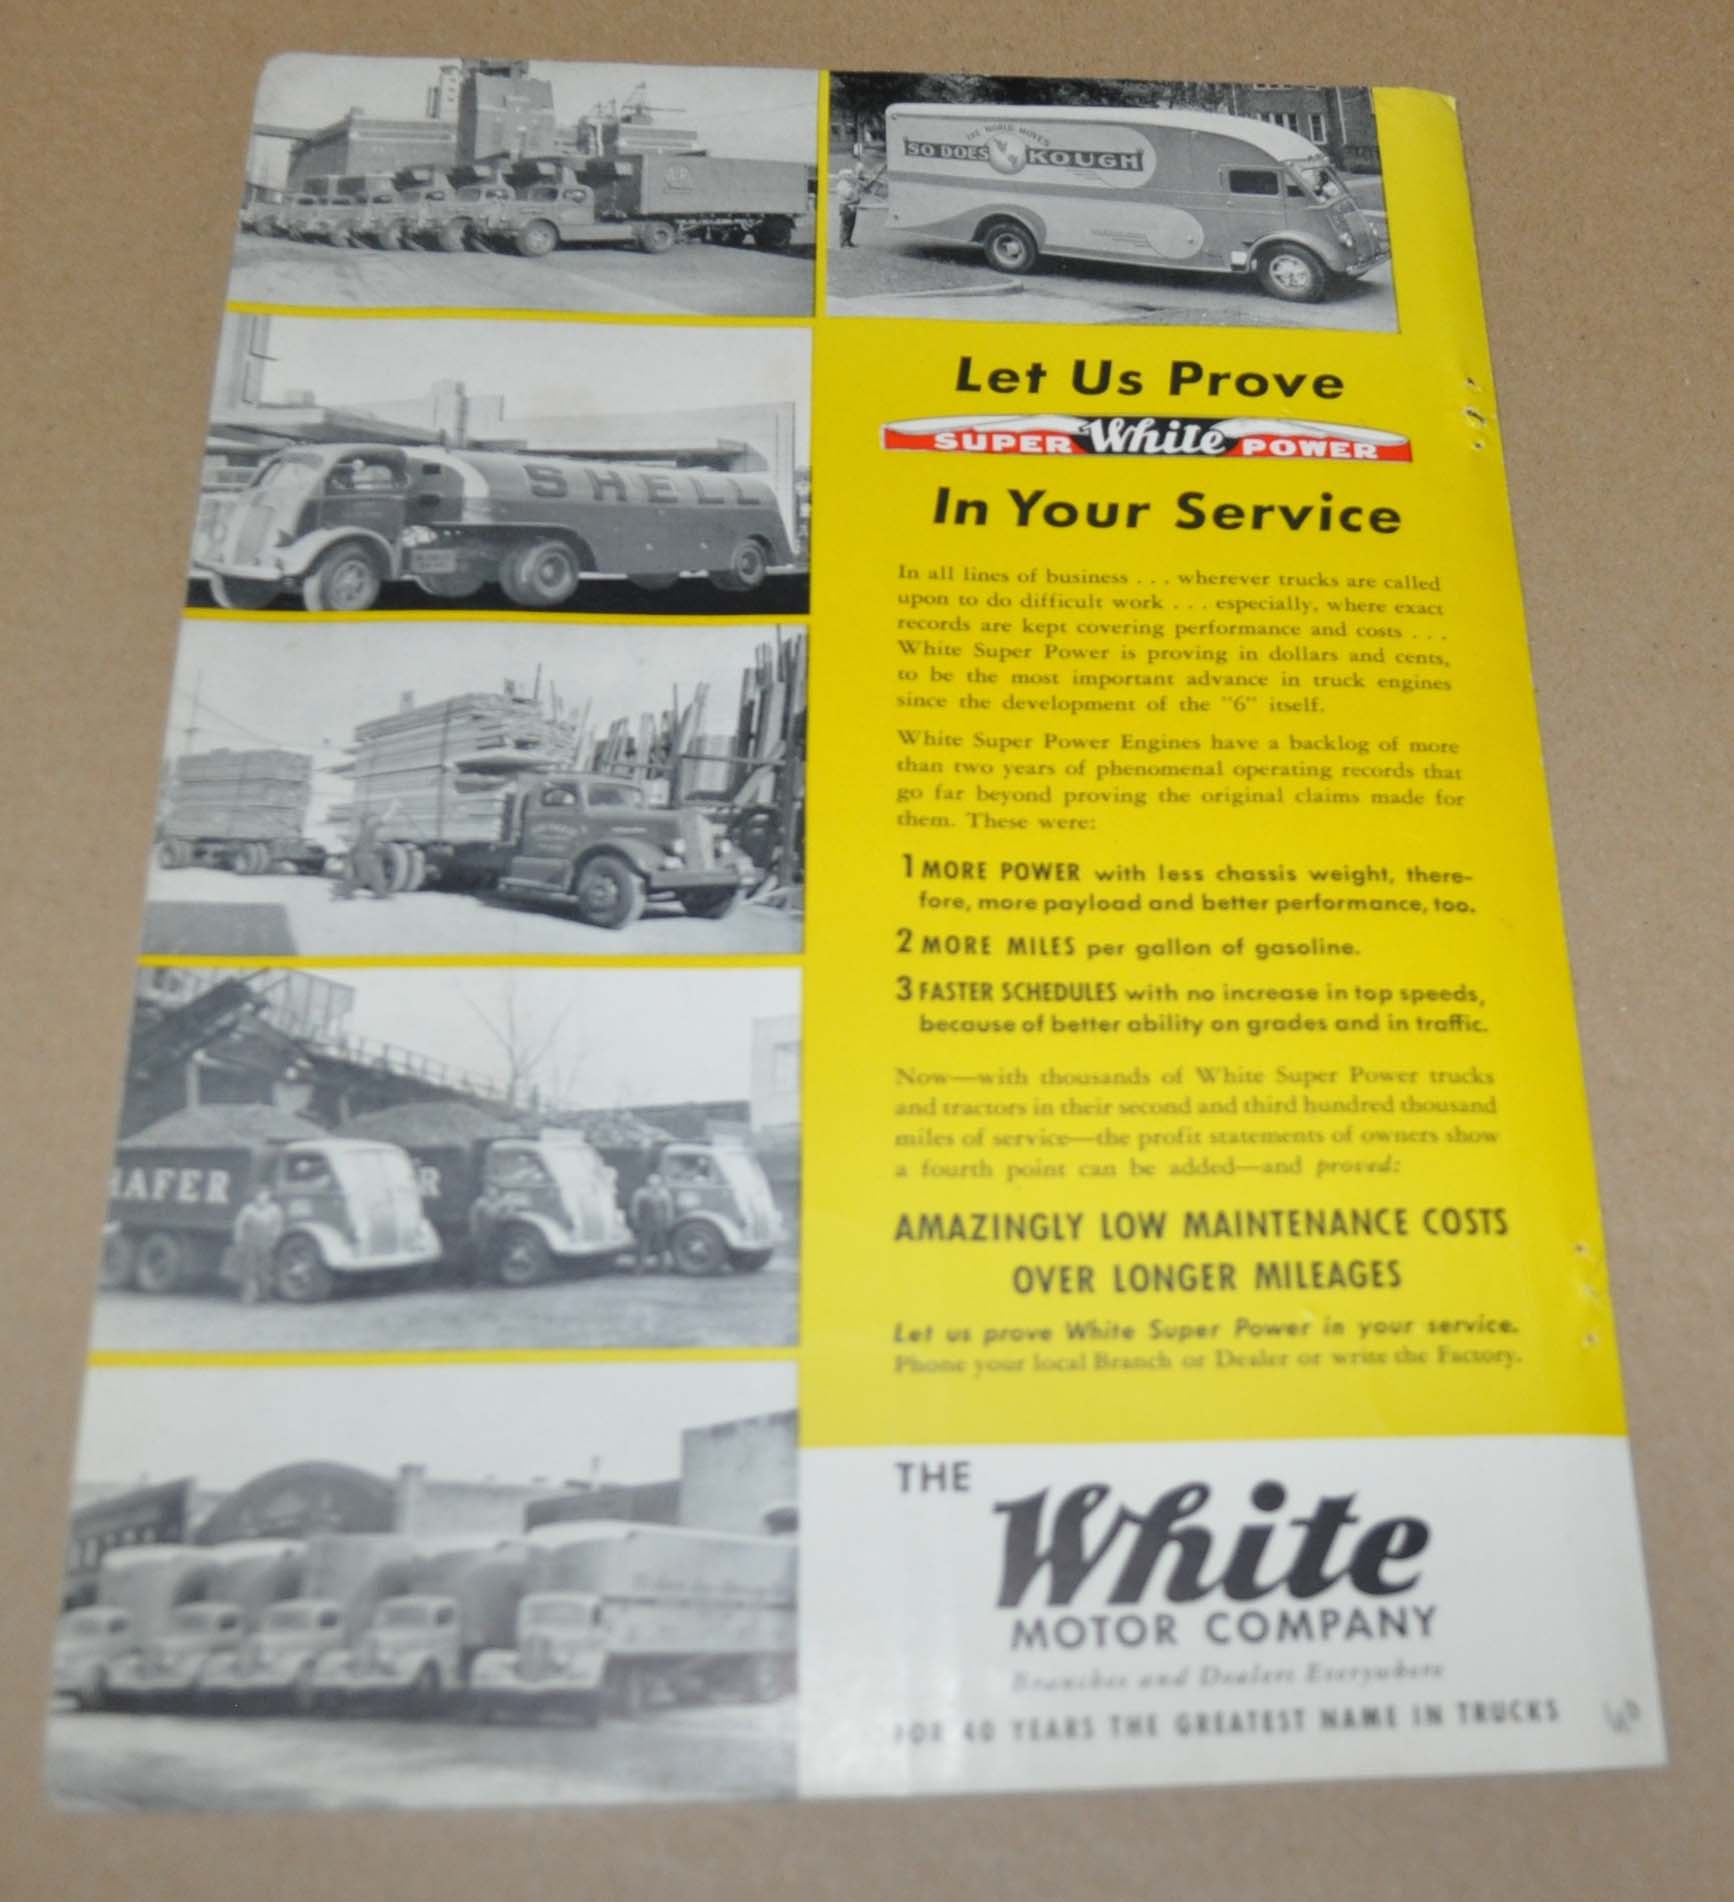 THE WORLD MOVES
SO DOES KOUGH
SHELL
HAFER
R
Let Us Prove
SUPER White POWER
In Your Service
In all lines of business . . . wherever trucks are called
upon to do difficult work . . . especially, where exact
records are kept covering performance and costs . . .
White Super Power is proving in dollars and cents,
to be the most important advance in truck engines
since the development of the "6" itself.
White Super Power Engines have a backlog of more
than two years of phenomenal operating records that
go far beyond proving the original claims made for
them. These were:
1 MORE POWER with less chassis weight, there-
fore, more payload and better performance, too.
2 MORE MILES per gallon of gasoline.
3 FASTER SCHEDULES with no increase in top speeds,
because of better ability on grades and in traffic.
Now—with thousands of White Super Power trucks
and tractors in their second and third hundred thousand
miles of service—the profit statements of owners show
a fourth point can be added—and proved:
AMAZINGLY LOW MAINTENANCE COSTS
OVER LONGER MILEAGES
Let us prove White Super Power in your service.
Phone your local Branch or Dealer or write the Factory.
THE
White
MOTOR COMPANY
Branches and Dealers Everywhere
FOR 40 YEARS THE GREATEST NAME IN TRUCKS